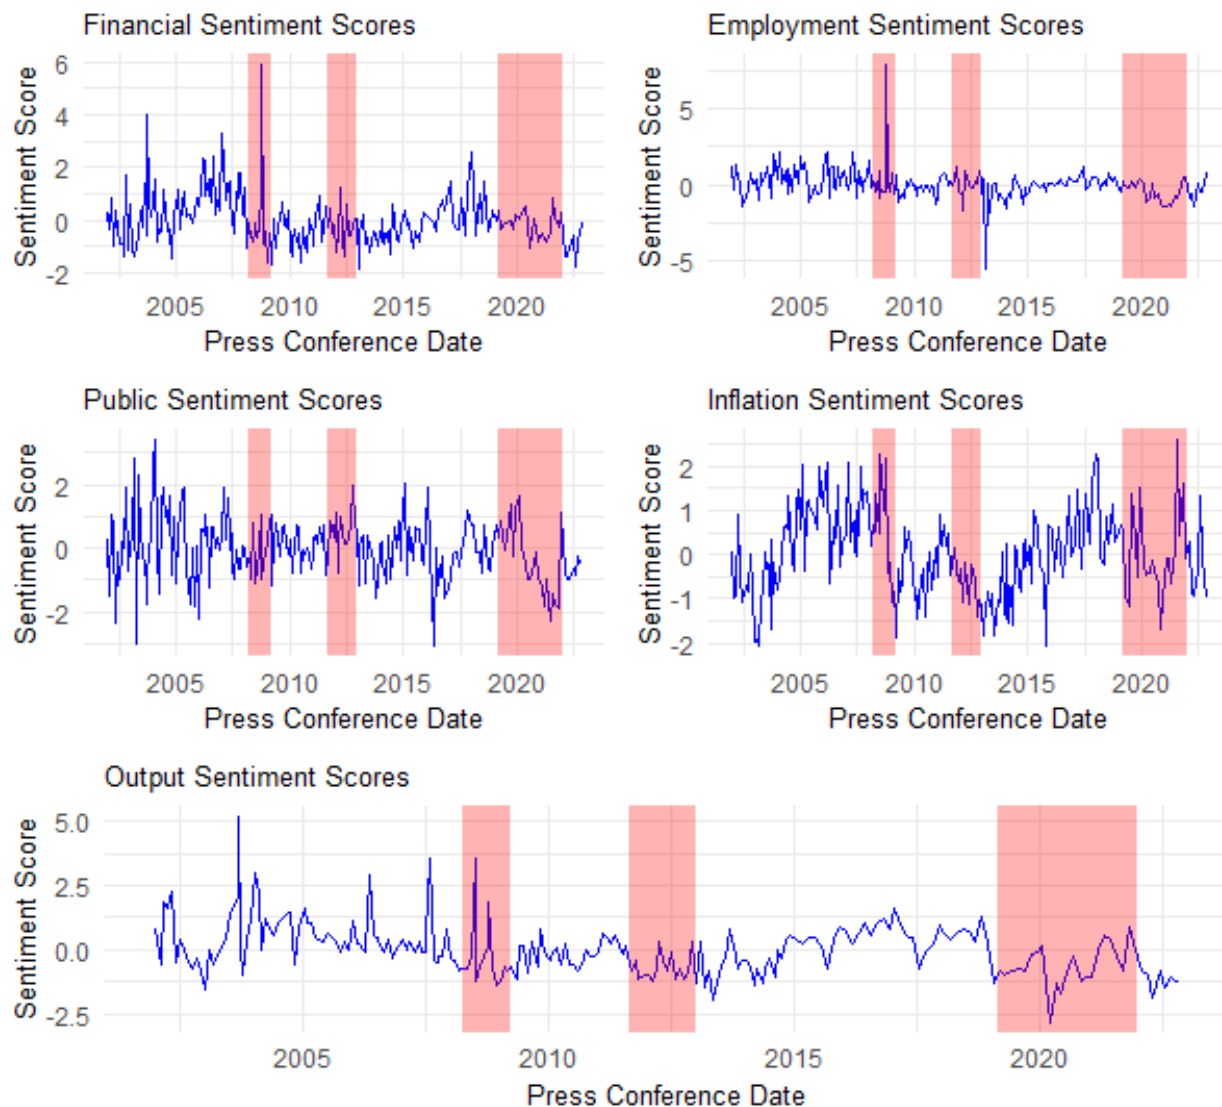 Financial Sentiment Scores
Sentiment Score
6
4
2
0
-2
2005 2010 2015 2020
Press Conference Date
Employment Sentiment Scores
Sentiment Score
5
0
-5
2005 2010 2015 2020
Press Conference Date
Public Sentiment Scores
Sentiment Score
2
0
-2
2005 2010 2015 2020
Press Conference Date
Inflation Sentiment Scores
Sentiment Score
2
1
0
-1
-2
2005 2010 2015 2020
Press Conference Date
Output Sentiment Scores
Sentiment Score
5.0
2.5
0.0
-2.5
2005 2010 2015 2020
Press Conference Date